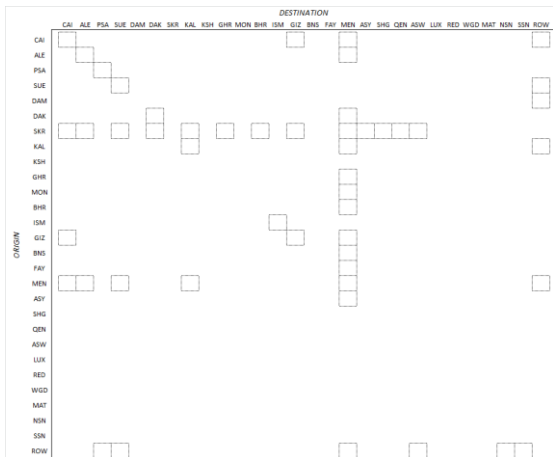 DESTINATION
CAI ALE PSA SUE DAM DAK SKR KAL KSH GHR MON BHR ISM GIZ BNS FAY MEN ASY SHG QEN ASW LUX RED WGD MAT NSN SSN ROW
ORIGIN
CAI
ALE
PSA
SUE
DAM
DAK
SKR
KAL
KSH
GHR
MON
BHR
ISM
GIZ
BNS
FAY
MEN
ASY
SHG
QEN
ASW
LUX
RED
WGD
MAT
NSN
SSN
ROW